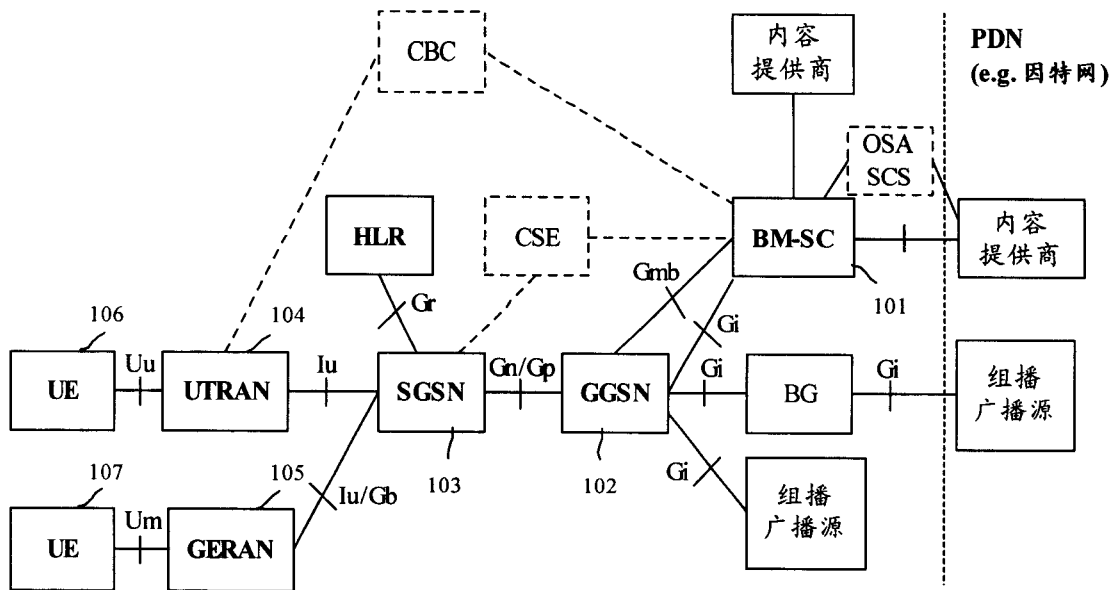 CBC
内容
提供商
PDN
(e.g. 因特网)
OSA
SCS
HLR
CSE
BM-SC
内容
提供商
Gmb
101
Gr
Gi
106
104
UE
Uu
UTRAN
Iu
SGSN
Gn/Gp
GGSN
Gi
BG
Gi
组播
广播源
107
105
Iu/Gb
103
102
Gi
组播
广播源
UE
Um
GERAN